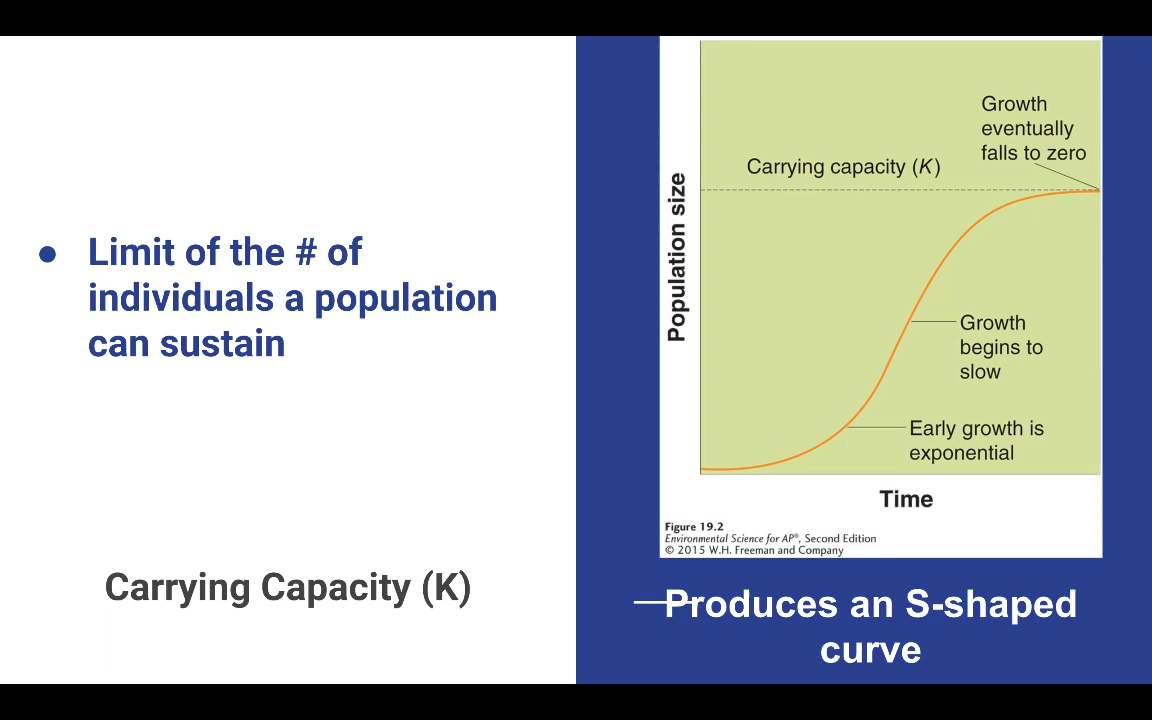 ● Limit of the # of
individuals a population
can sustain
Carrying Capacity (K)
Growth
eventually
falls to zero
Carrying capacity (K)
Population size
Growth
begins to
slow
Early growth is
exponential
Time
Figure 19.2
Environmental Science for AP®, Second Edition
© 2015 W.H. Freeman and Company
Produces an S-shaped
curve